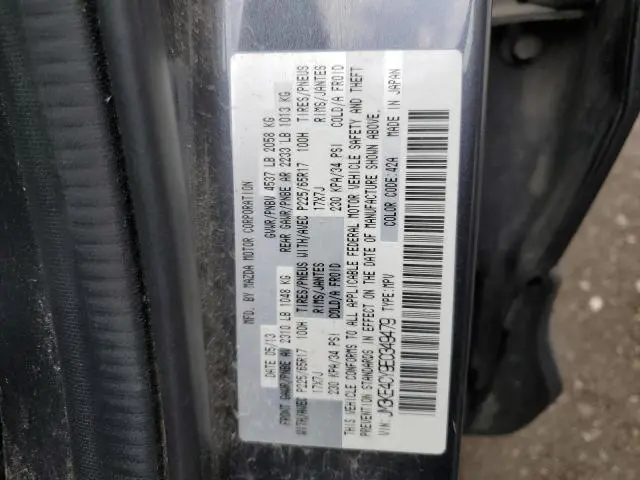 MFD BY: MAZDA MOTOR CORPORATION
DATE 05/13 GVWR/PNBV 4537 LB 2058 KG
FRONT GAWR/PNBE AV 2310 LB 1048 KG REAR GAWR/PNBE AR 2233 LB 1013 KG
WITH/AVEC P225/65R17 100H TIRES/PNEUS WITH/AVEC P225/65R17 100H TIRES/PNEUS
17X7J RIMS/JANTES 17X7J RIMS/JANTES
230 KPA/34 PSI COLD/A FROID 230 KPA/34 PSI COLD/A FROID
THIS VEHICLE CONFORMS TO ALL APPLICABLE FEDERAL MOTOR VEHICLE SAFETY AND THEFT
PREVENTION STANDARDS IN EFFECT ON THE DATE OF MANUFACTURE SHOWN ABOVE.
VIN: JM3KE4CY9E0349479 TYPE:MPV COLOR CODE:42A MADE IN JAPAN